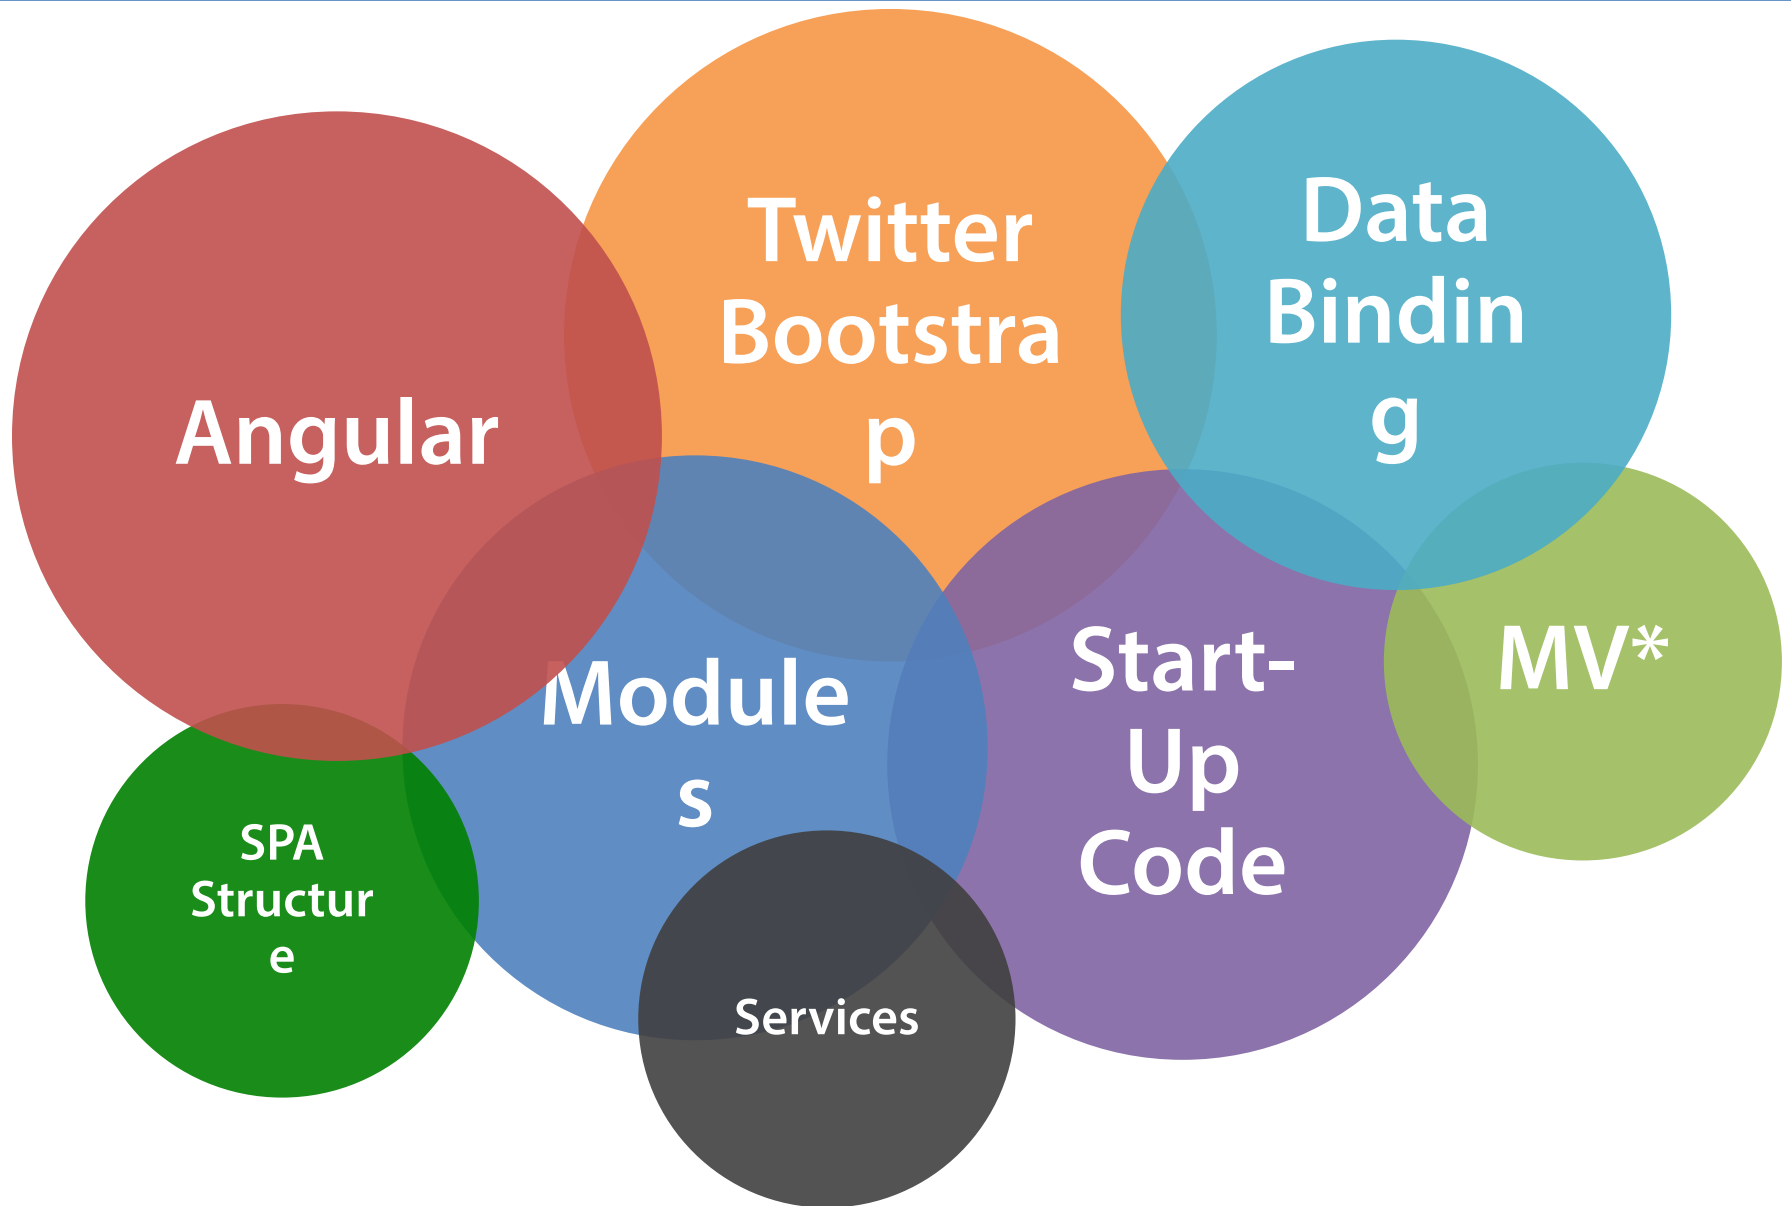 Angular
Twitter
Bootstra
p
Data
Bindin
g
Module
s
Start-
Up
Code
MV*
SPA
Structur
e
Services